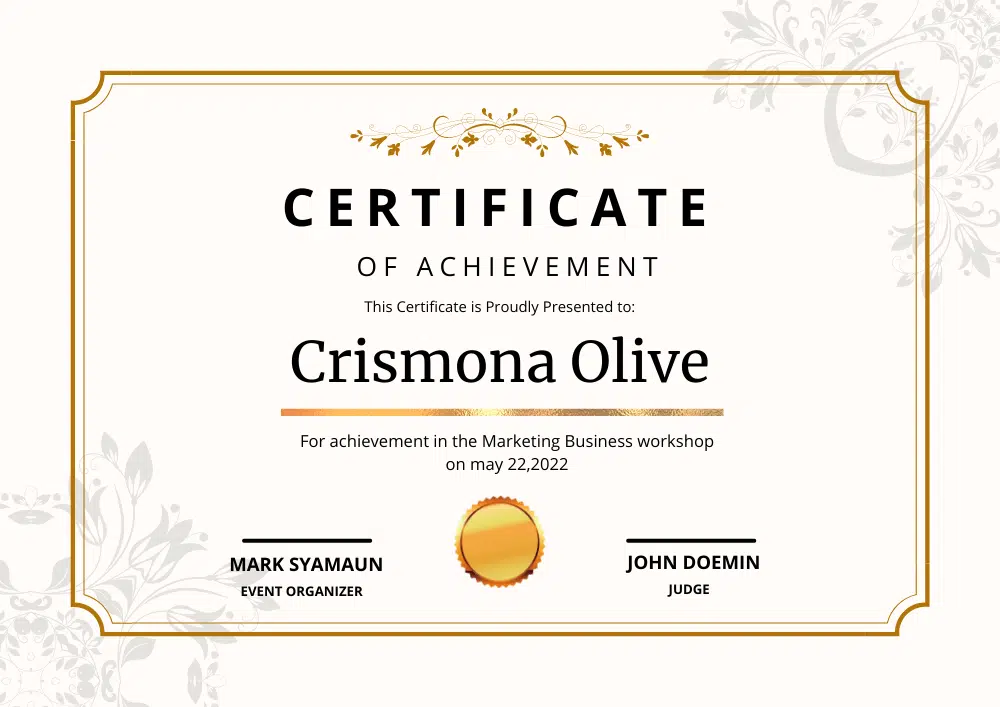 CERTIFICATE
OF ACHIEVEMENT
This Certificate is Proudly Presented to:
Crismona Olive
For achievement in the Marketing Business workshop
on may 22,2022
MARK SYAMAUN
EVENT ORGANIZER
JOHN DOEMIN
JUDGE